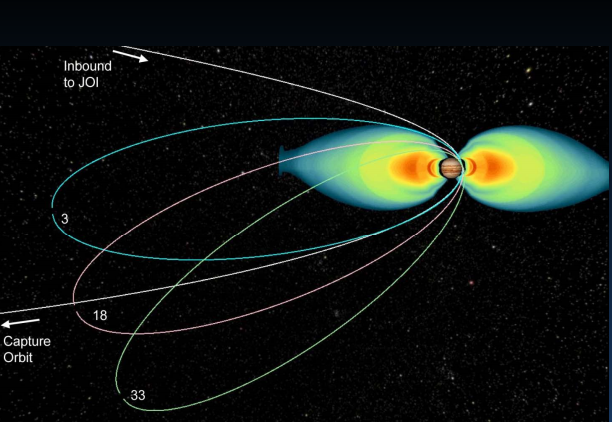 Inbound
to JOI
3
18
Capture
Orbit
33